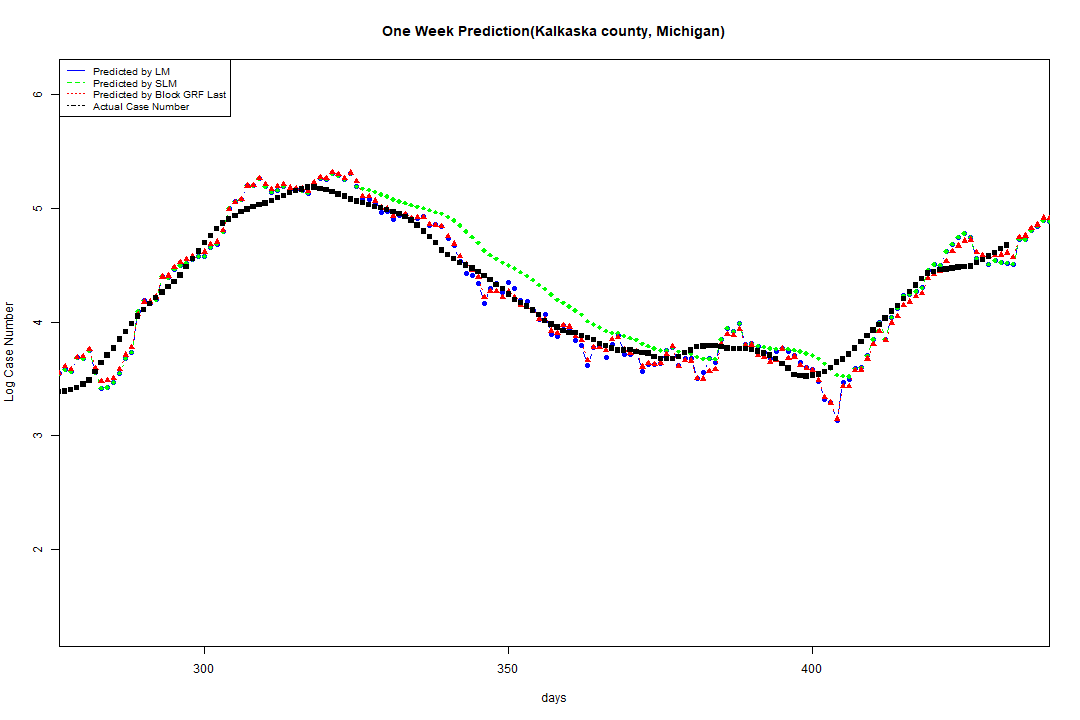 One Week Prediction(Kalkaska county, Michigan)
Predicted by LM
Predicted by SLM
Predicted by Block GRF Last
Actual Case Number
6
5
4
3
2
Log Case Number
300
350
400
days